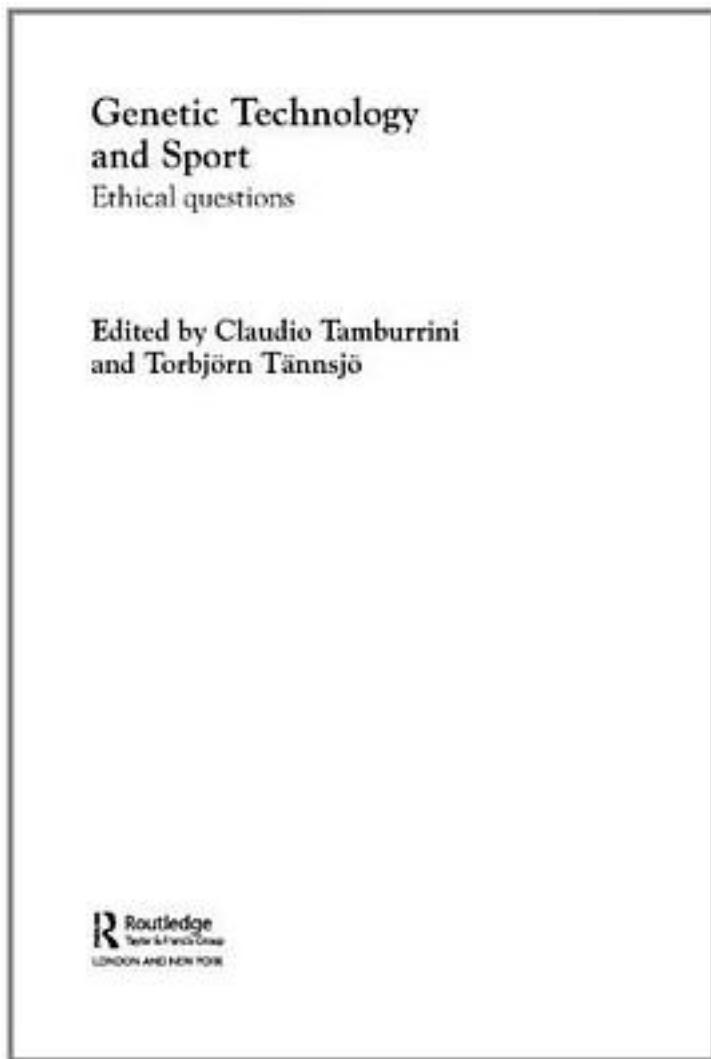 Genetic Technology
and Sport
Ethical questions
Edited by Claudio Tamburrini
and Torbjörn Tännsjö
Routledge
Taylor & Francis Group
LONDON AND NEW YORK